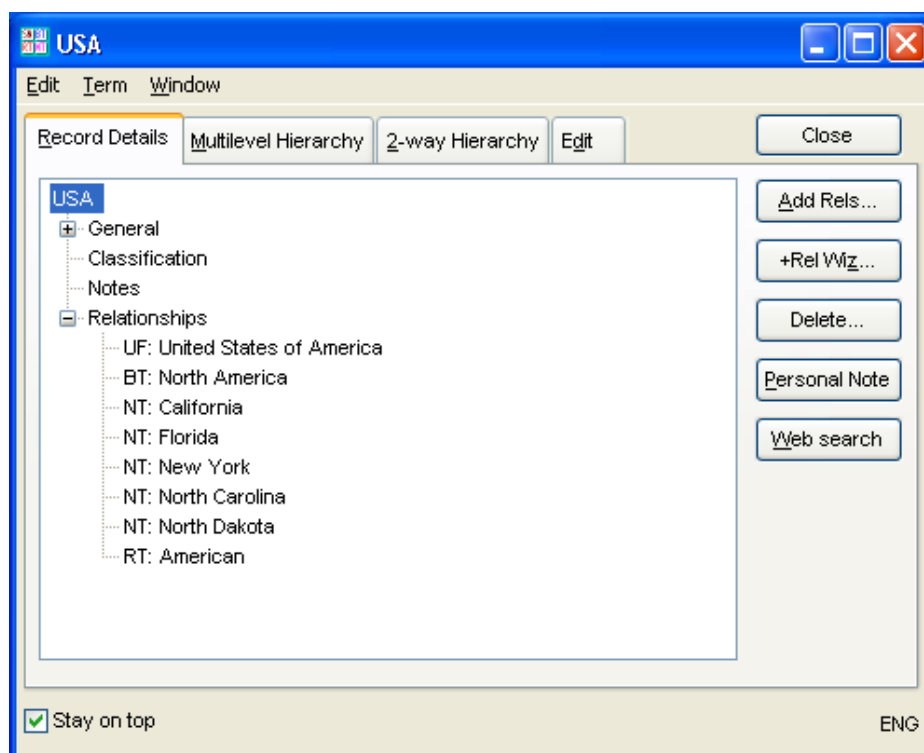 USA
Edit Term Window
Record Details Multilevel Hierarchy 2-way Hierarchy Edit Close
USA
General
Classification
Notes
Relationships
UF: United States of America
BT: North America
NT: California
NT: Florida
NT: New York
NT: North Carolina
NT: North Dakota
RT: American
Add Rels...
+Rel Wiz...
Delete...
Personal Note
Web search
Stay on top ENG